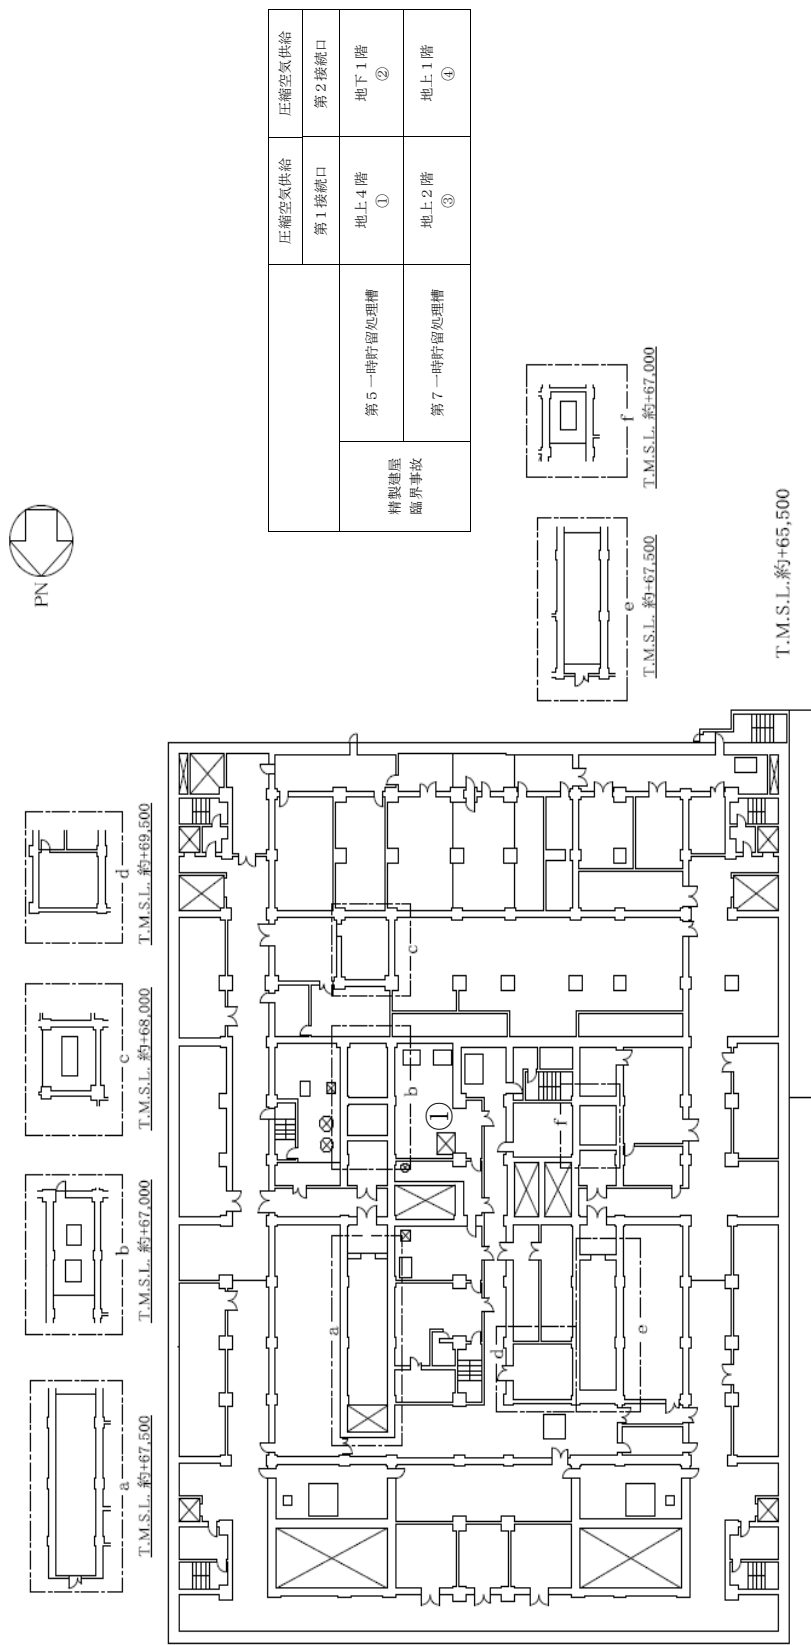 圧縮空気供給
第1接続口
圧縮空気供給
第2接続口
精製建屋
臨界事故
第5一時貯留処理槽
地上4階
①
地下1階
②
第7一時貯留処理槽
地上2階
③
地上1階
④
PN
a
T.M.S.L. 約+67,500
b
T.M.S.L. 約+67,000
c
T.M.S.L. 約+68,000
d
T.M.S.L. 約+69,500
a
b
c
①
d
e
f
e
T.M.S.L. 約+67,500
f
T.M.S.L. 約+67,000
T.M.S.L.約+65,500